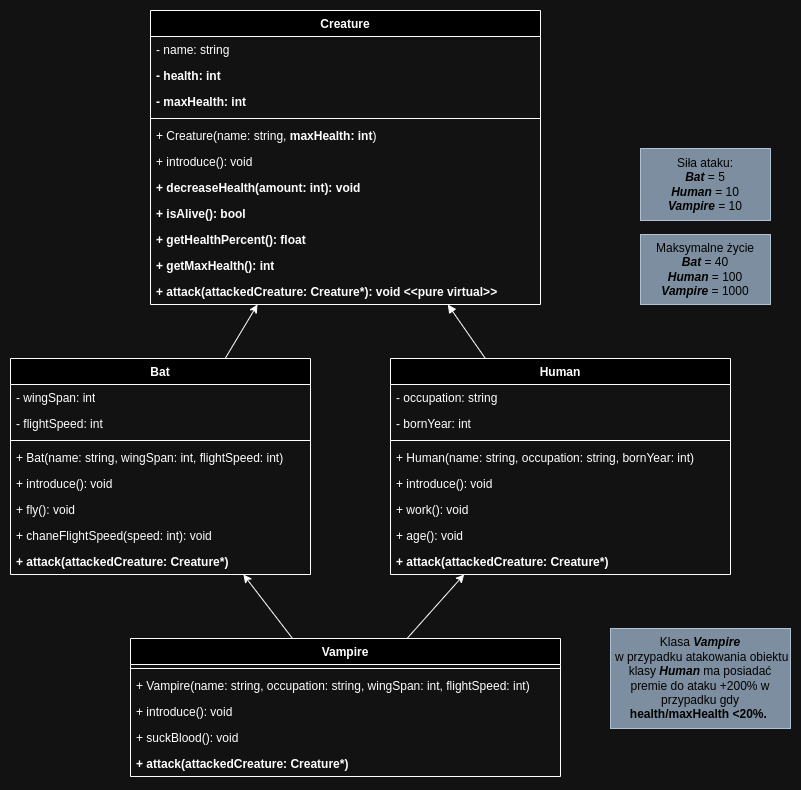 Creature
- name: string
- health: int
- maxHealth: int
+ Creature(name: string, maxHealth: int)
+ introduce(): void
+ decreaseHealth(amount: int): void
+ isAlive(): bool
+ getHealthPercent(): float
+ getMaxHealth(): int
+ attack(attackedCreature: Creature*): void <<pure virtual>>
Siła ataku:
Bat = 5
Human = 10
Vampire = 10
Maksymalne życie
Bat = 40
Human = 100
Vampire = 1000
Bat
- wingSpan: int
- flightSpeed: int
+ Bat(name: string, wingSpan: int, flightSpeed: int)
+ introduce(): void
+ fly(): void
+ chaneFlightSpeed(speed: int): void
+ attack(attackedCreature: Creature*)
Human
- occupation: string
- bornYear: int
+ Human(name: string, occupation: string, bornYear: int)
+ introduce(): void
+ work(): void
+ age(): void
+ attack(attackedCreature: Creature*)
Vampire
+ Vampire(name: string, occupation: string, wingSpan: int, flightSpeed: int)
+ introduce(): void
+ suckBlood(): void
+ attack(attackedCreature: Creature*)
Klasa Vampire
w przypadku atakowania obiektu
klasy Human ma posiadać
premie do ataku +200% w
przypadku gdy
health/maxHealth <20%.